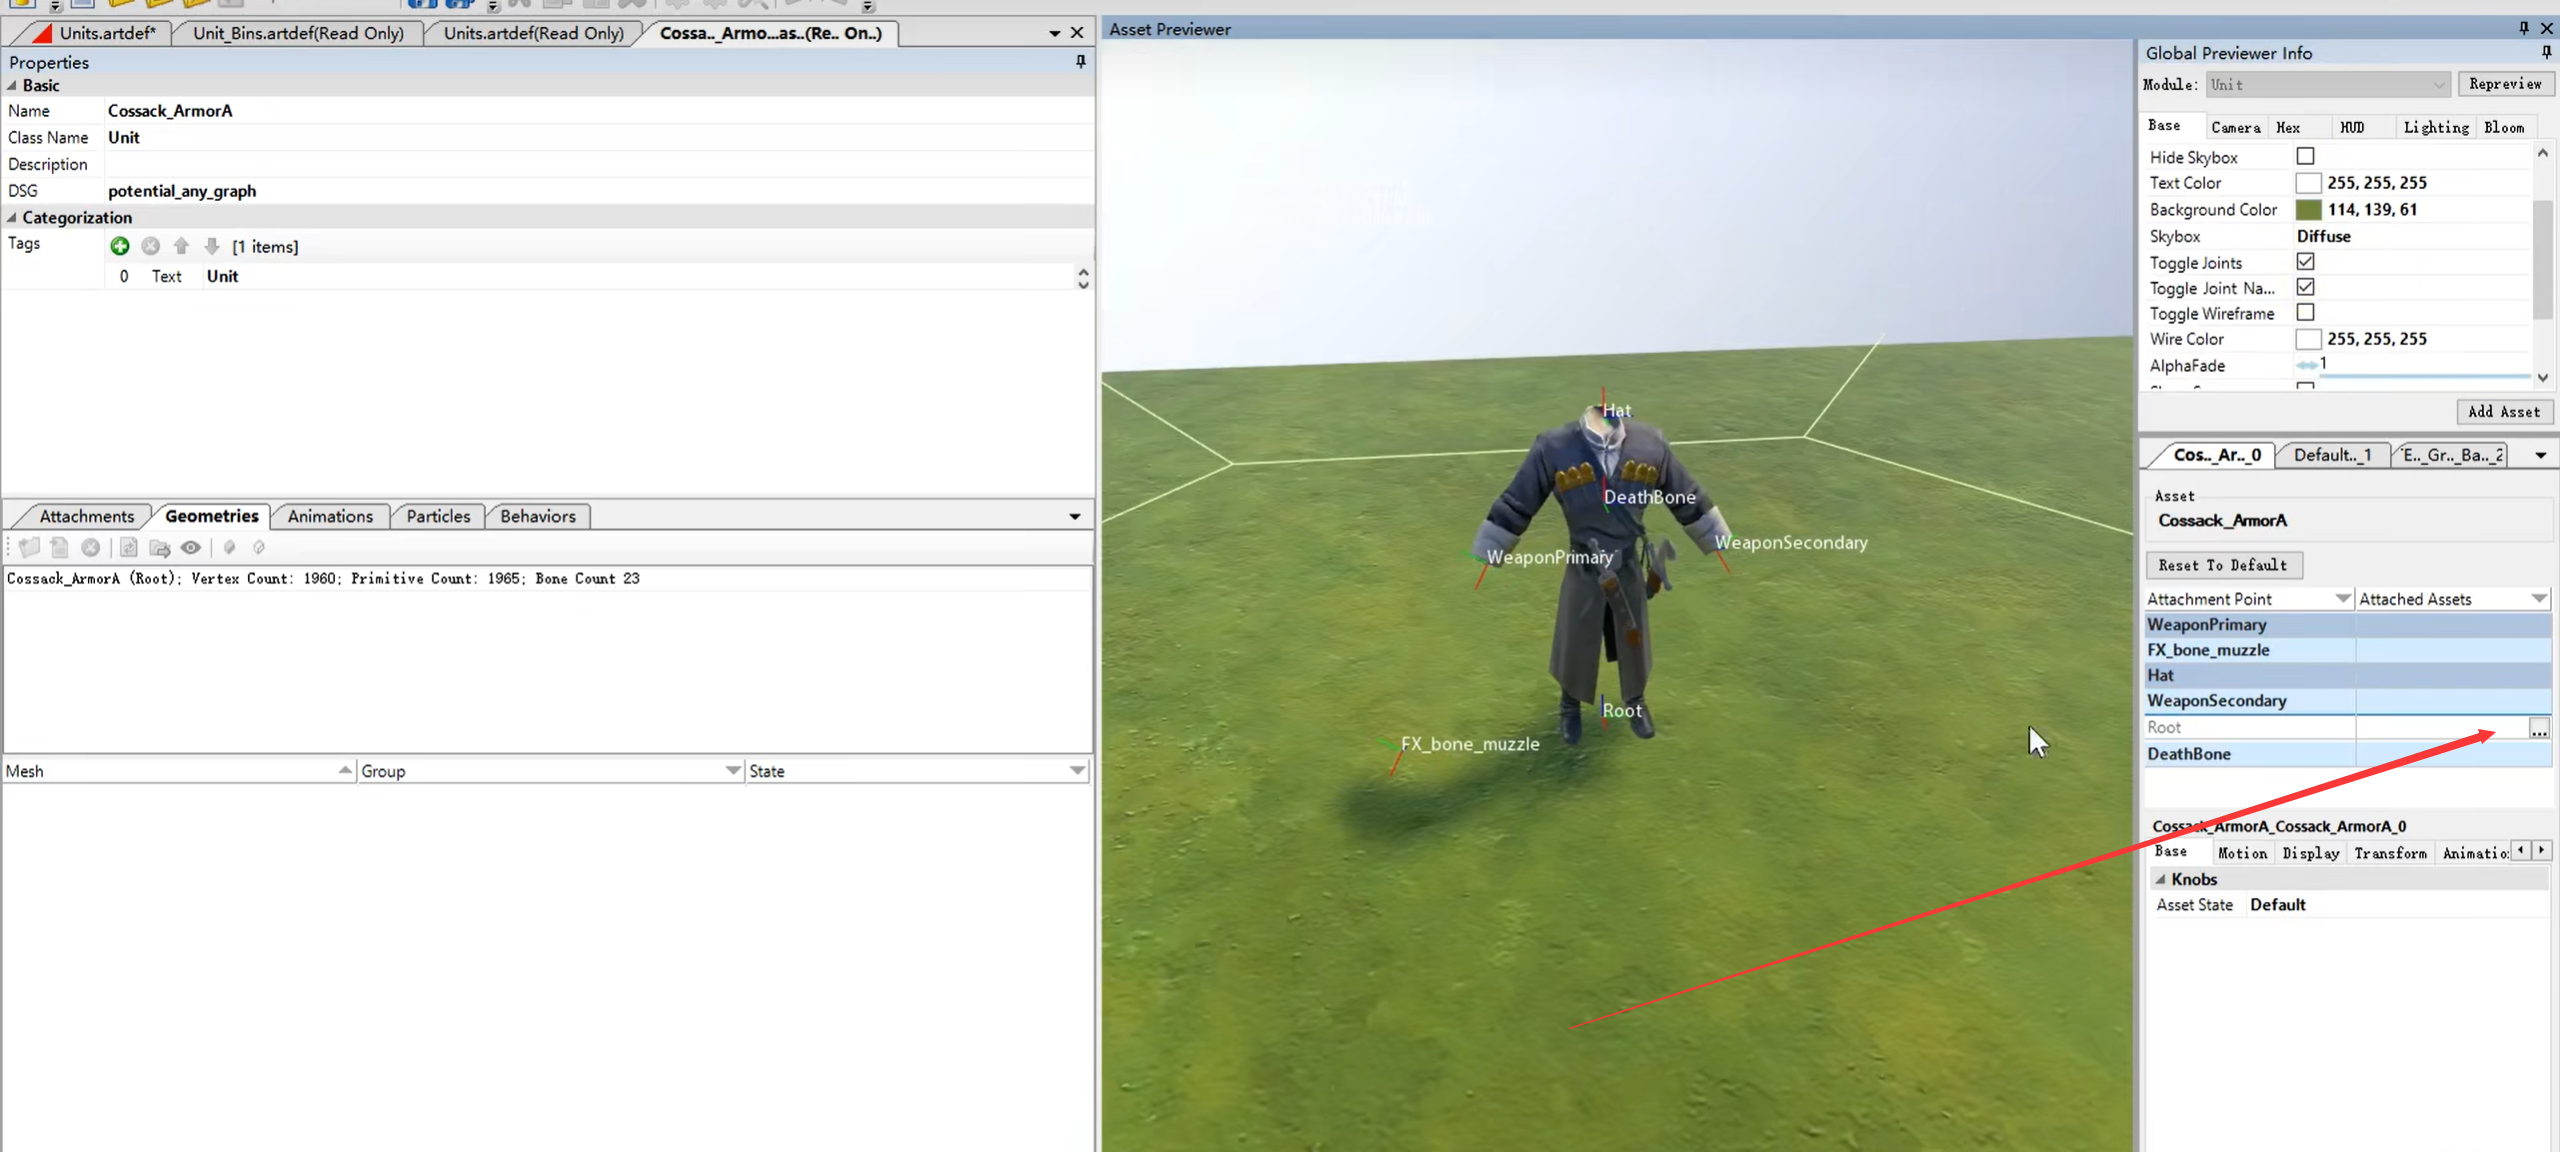 Units.artdef*
Unit_Bins.artdef(Read Only)
Units.artdef(Read Only)
Cossa.._Armo...as..(Re.. On..)
Properties
Basic
Name Cossack_ArmorA
Class Name Unit
Description
DSG potential_any_graph
Categorization
Tags [1 items]
0 Text Unit
Attachments Geometries Animations Particles Behaviors
Cossack_ArmorA (Root); Vertex Count: 1960; Primitive Count: 1965; Bone Count 23
Mesh Group State
Asset Previewer
Hat
DeathBone
WeaponSecondary
WeaponPrimary
Root
FX_bone_muzzle
Global Previewer Info
Module: Unit Repreview
Base Camera Hex HUD Lighting Bloom
Hide Skybox
Text Color 255, 255, 255
Background Color 114, 139, 61
Skybox Diffuse
Toggle Joints
Toggle Joint Na...
Toggle Wireframe
Wire Color 255, 255, 255
AlphaFade 1
Add Asset
Cos.._Ar.._0 Default.._1 E.._Gr.._Ba.._2
Asset
Cossack_ArmorA
Reset To Default
Attachment Point Attached Assets
WeaponPrimary
FX_bone_muzzle
Hat
WeaponSecondary
Root ...
DeathBone
Cossack_ArmorA_Cossack_ArmorA_0
Base Motion Display Transform Animatio
Knobs
Asset State Default